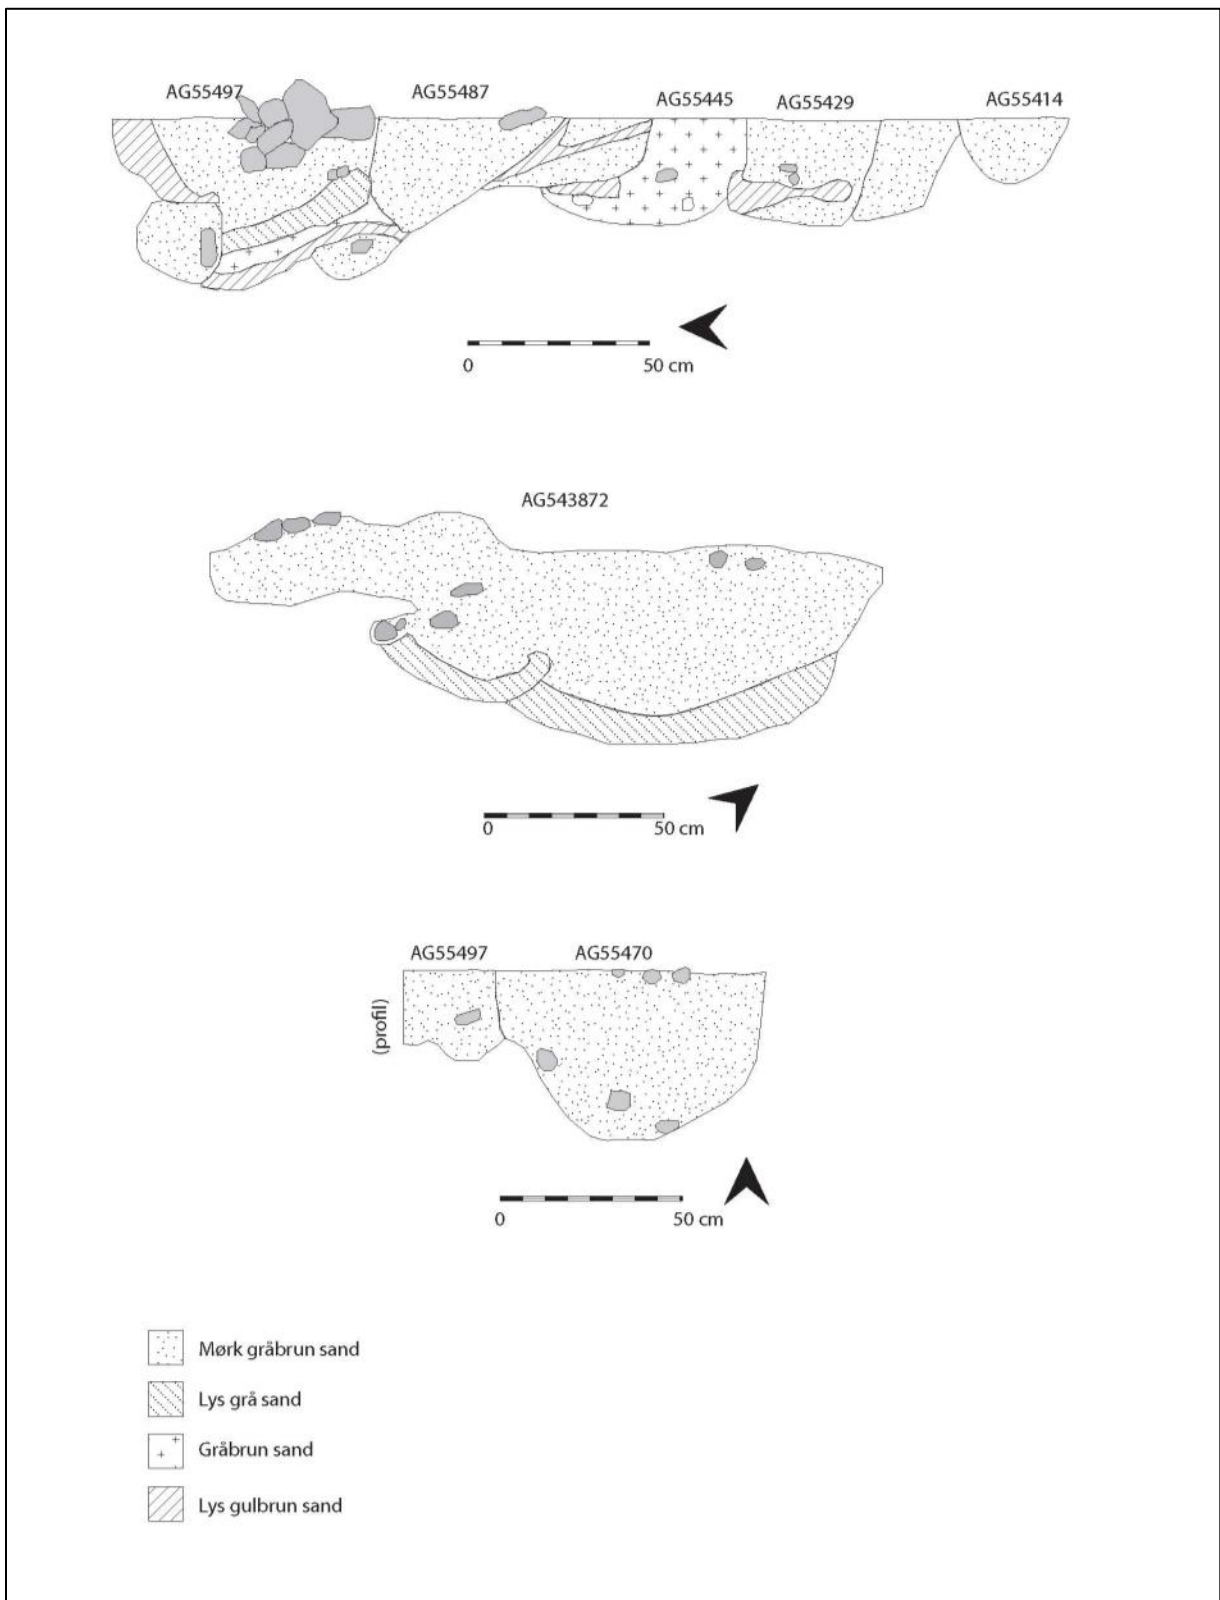 AG55497 AG55487 AG55445 AG55429 AG55414
0 50 cm
AG543872
0 50 cm
AG55497 AG55470
(profil)
0 50 cm
Mørk gråbrun sand
Lys grå sand
Gråbrun sand
Lys gulbrun sand